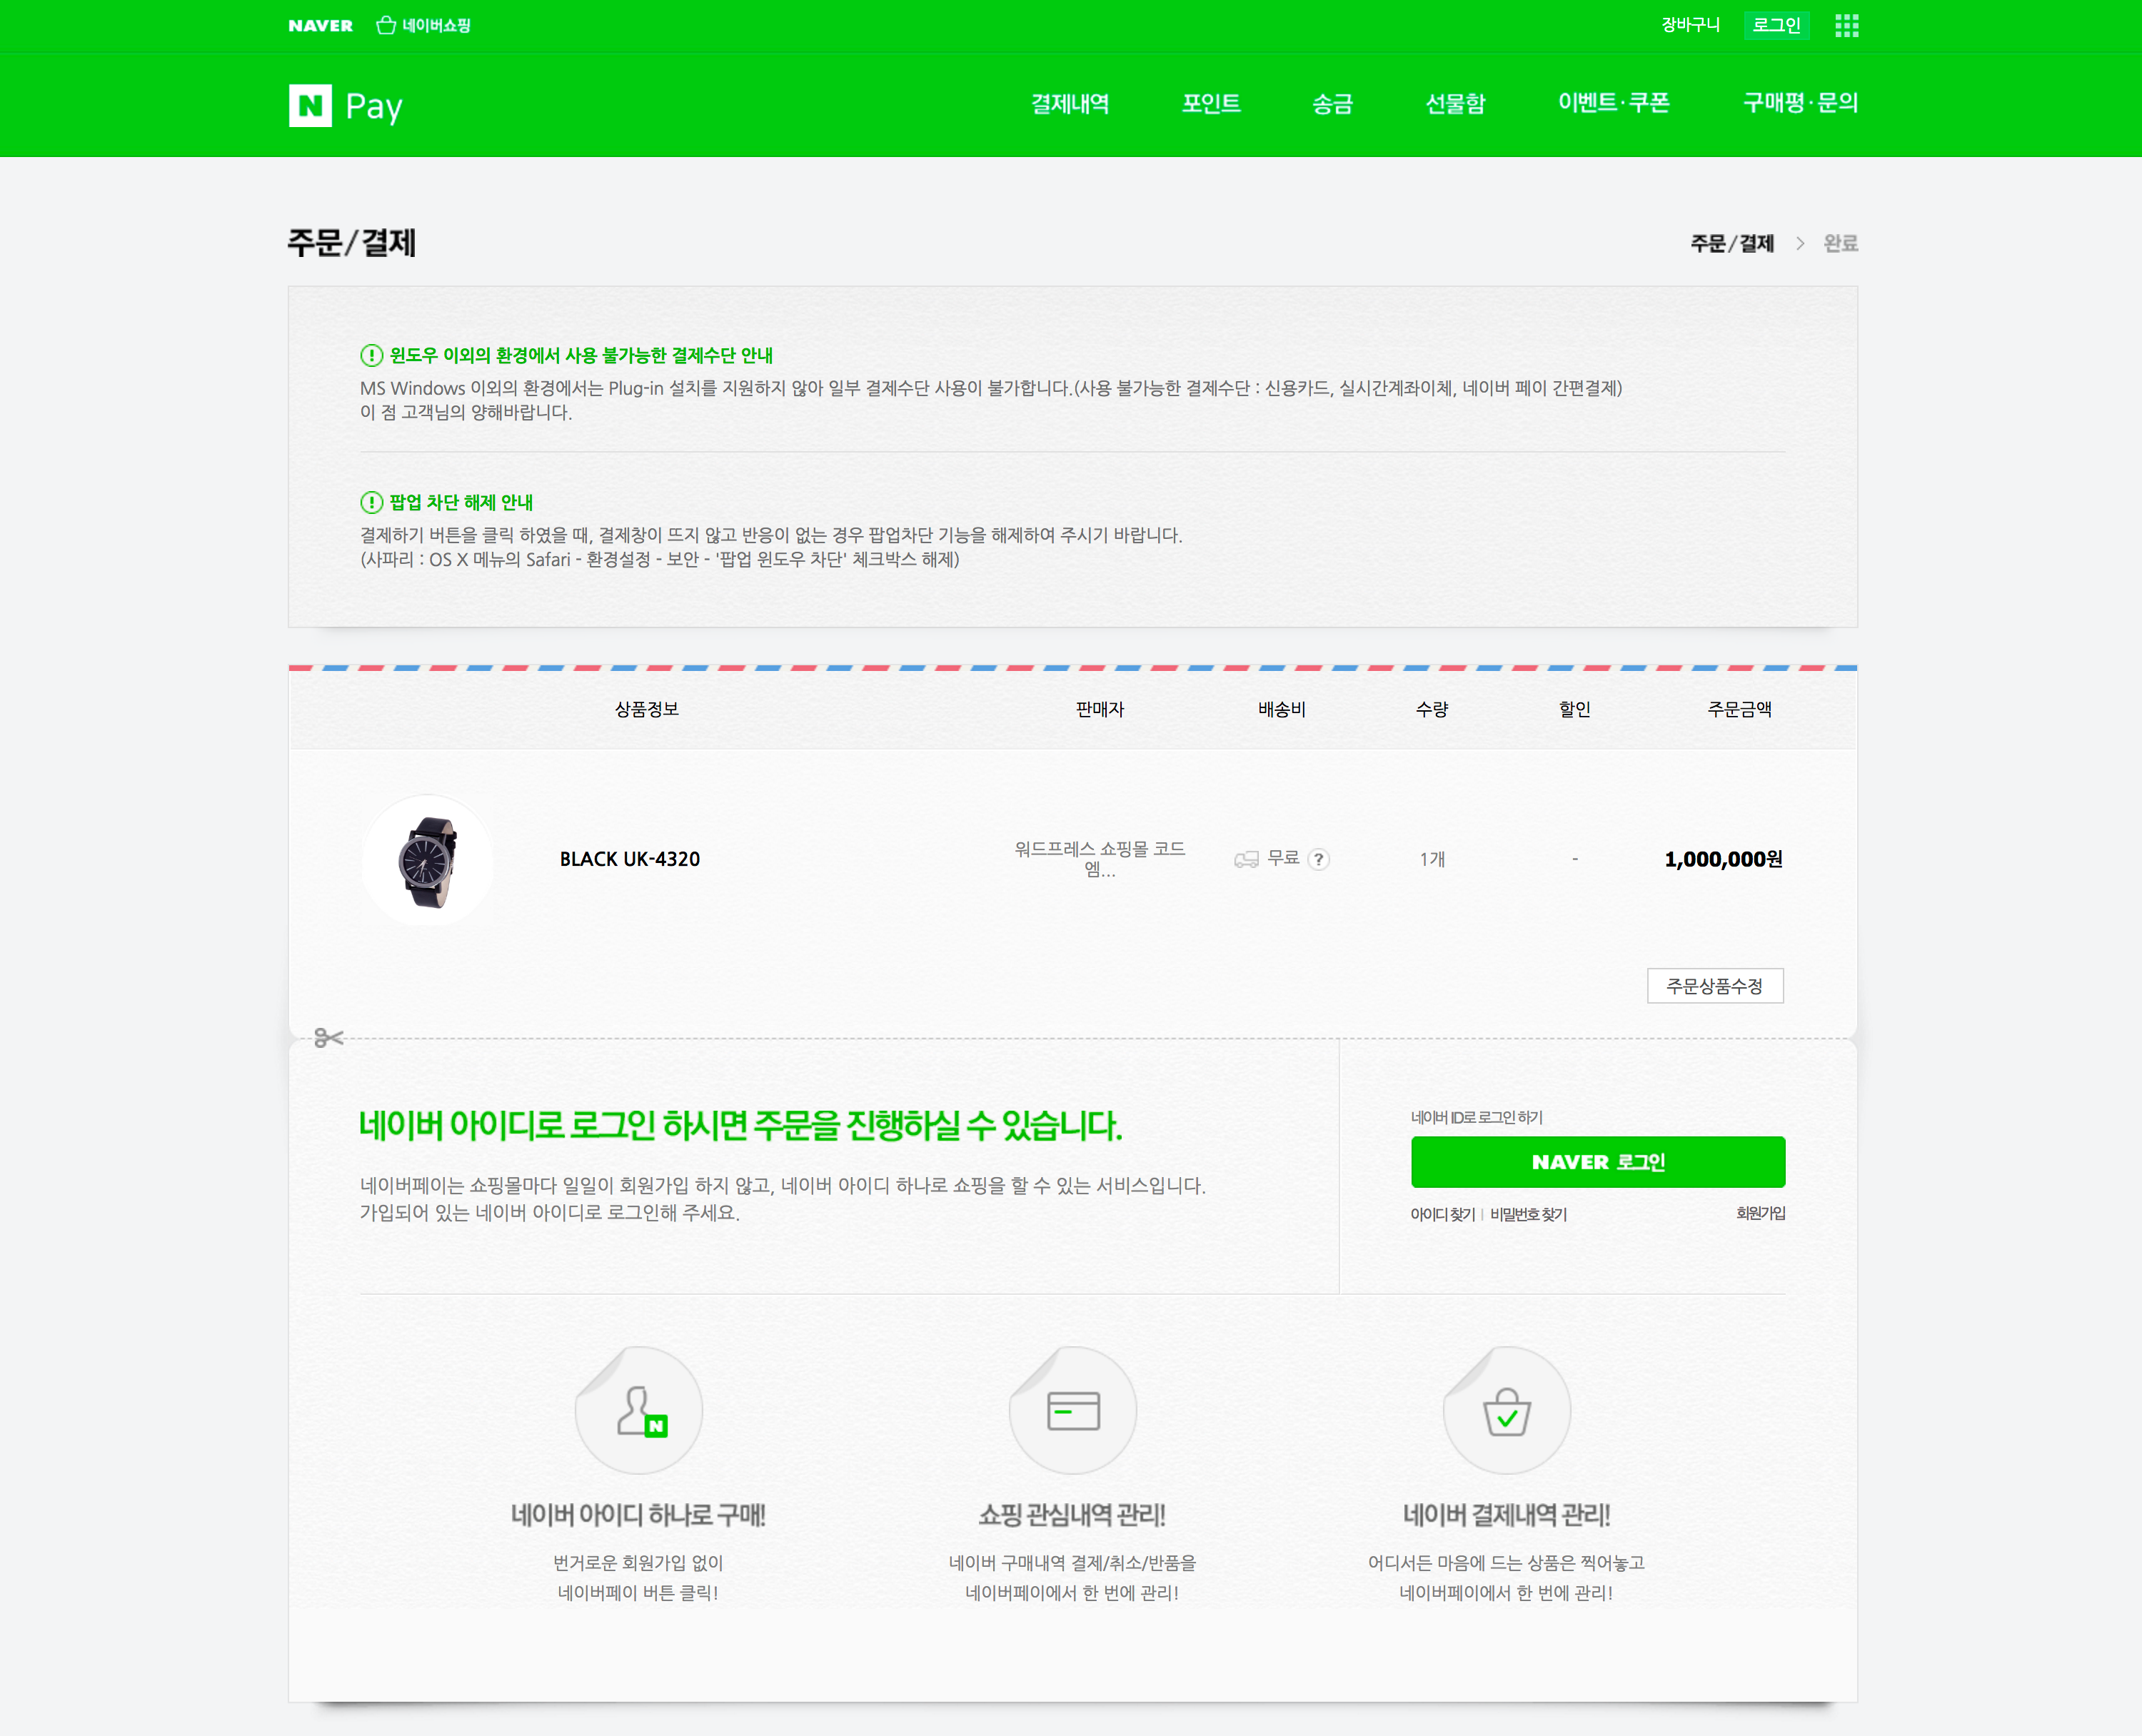 NAVER 네이버쇼핑 장바구니 로그인
N Pay 결제내역 포인트 송금 선물함 이벤트·쿠폰 구매평·문의
주문/결제 주문/결제 > 완료
윈도우 이외의 환경에서 사용 불가능한 결제수단 안내
MS Windows 이외의 환경에서는 Plug-in 설치를 지원하지 않아 일부 결제수단 사용이 불가합니다.(사용 불가능한 결제수단 : 신용카드, 실시간계좌이체, 네이버 페이 간편결제)
이 점 고객님의 양해바랍니다.
팝업 차단 해제 안내
결제하기 버튼을 클릭 하였을 때, 결제창이 뜨지 않고 반응이 없는 경우 팝업차단 기능을 해제하여 주시기 바랍니다.
(사파리 : OS X 메뉴의 Safari - 환경설정 - 보안 - '팝업 윈도우 차단' 체크박스 해제)
상품정보 판매자 배송비 수량 할인 주문금액
BLACK UK-4320 워드프레스 쇼핑몰 코드 무료 ? 1개 - 1,000,000원
엠...
주문상품수정
네이버 아이디로 로그인 하시면 주문을 진행하실 수 있습니다.
네이버페이는 쇼핑몰마다 일일이 회원가입 하지 않고, 네이버 아이디 하나로 쇼핑을 할 수 있는 서비스입니다.
가입되어 있는 네이버 아이디로 로그인해 주세요.
네이버 ID로 로그인 하기
NAVER 로그인
아이디 찾기 | 비밀번호 찾기 회원가입
N
네이버 아이디 하나로 구매!
번거로운 회원가입 없이
네이버페이 버튼 클릭!
쇼핑 관심내역 관리!
네이버 구매내역 결제/취소/반품을
네이버페이에서 한 번에 관리!
네이버 결제내역 관리!
어디서든 마음에 드는 상품은 찍어놓고
네이버페이에서 한 번에 관리!